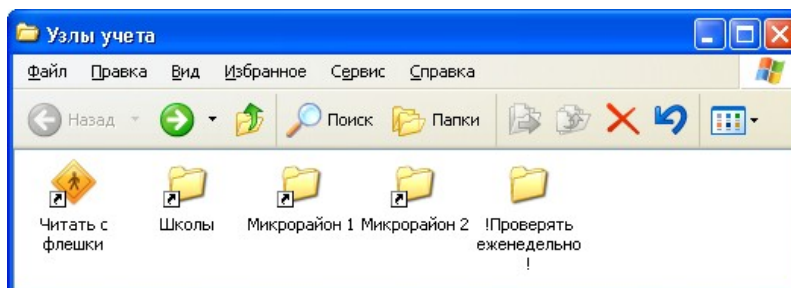 Узлы учета
Файл Правка Вид Избранное Сервис Справка
Назад Поиск Папки
Читать с флешки
Школы
Микрорайон 1
Микрорайон 2
!Проверять еженедельно!